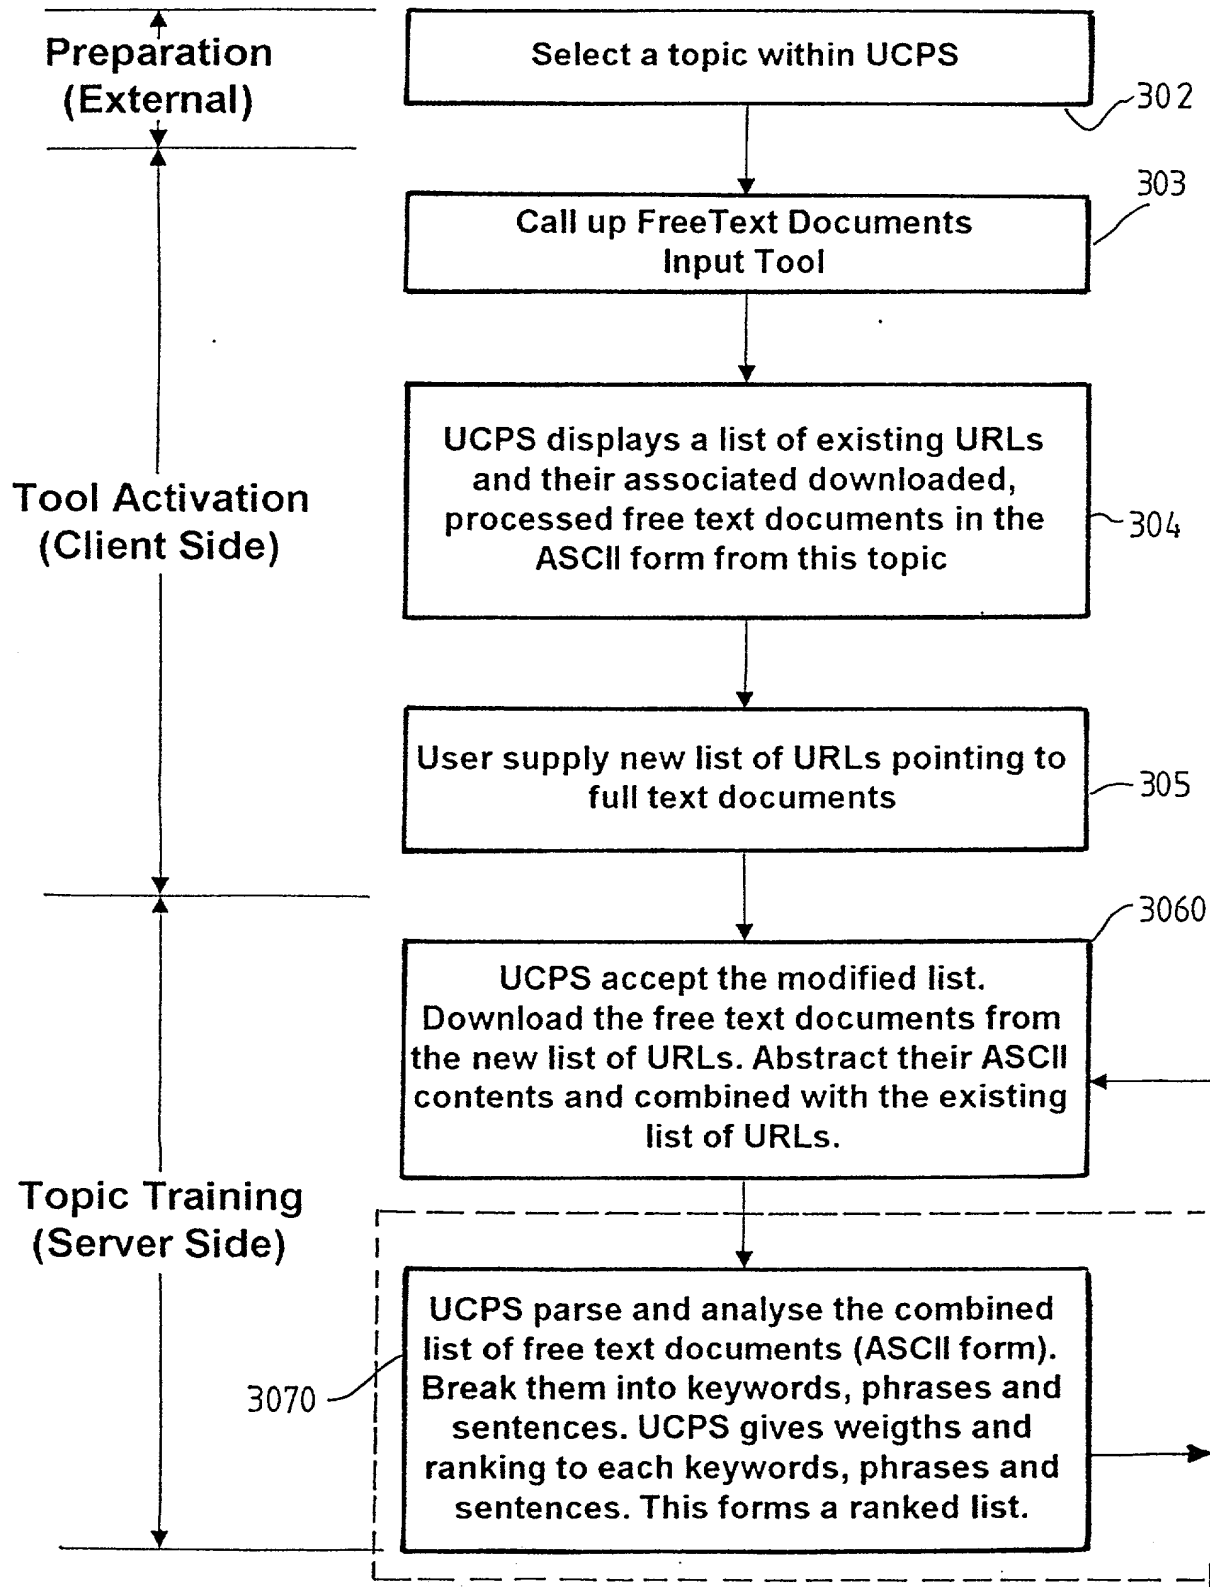 Preparation
(External)
Select a topic within UCPS
302
303
Call up FreeText Documents
Input Tool
Tool Activation
(Client Side)
UCPS displays a list of existing URLs
and their associated downloaded,
processed free text documents in the
ASCII form from this topic
304
User supply new list of URLs pointing to
full text documents
305
3060
UCPS accept the modified list.
Download the free text documents from
the new list of URLs. Abstract their ASCII
contents and combined with the existing
list of URLs.
Topic Training
(Server Side)
UCPS parse and analyse the combined
list of free text documents (ASCII form).
Break them into keywords, phrases and
sentences. UCPS gives weigths and
ranking to each keywords, phrases and
sentences. This forms a ranked list.
3070